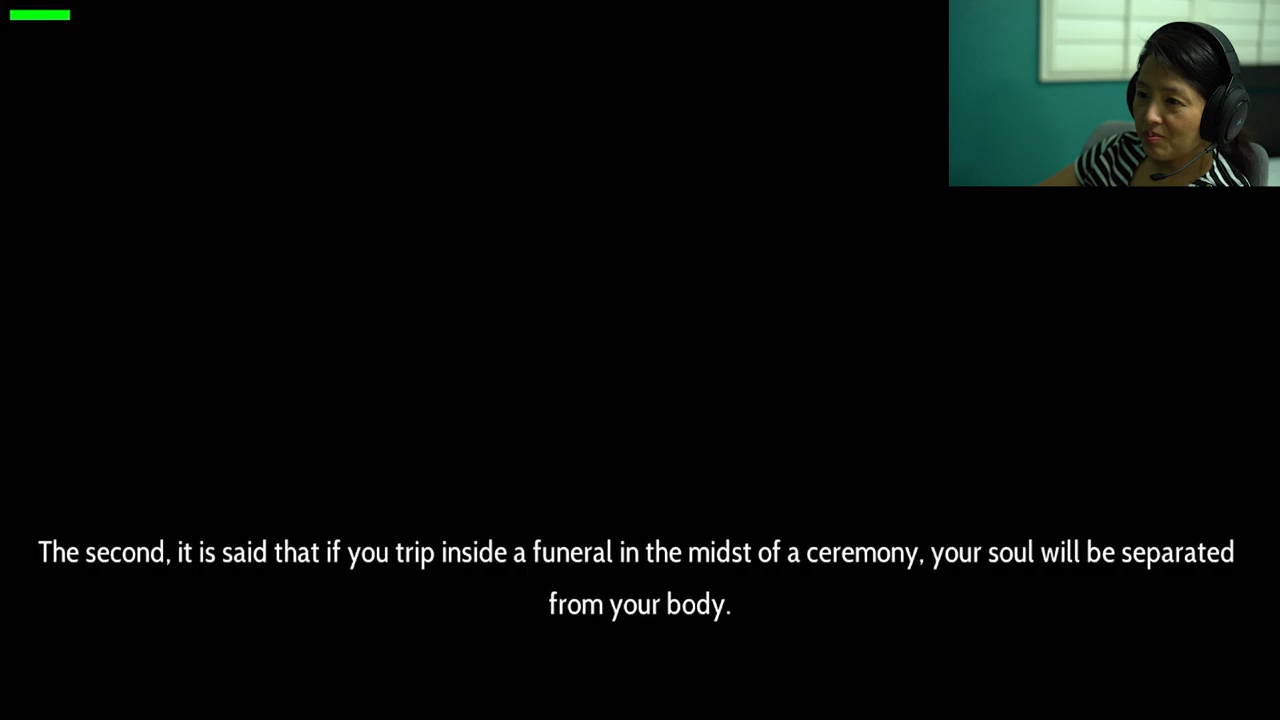 The second, it is said that if you trip inside a funeral in the midst of a ceremony, your soul will be separated
from your body.